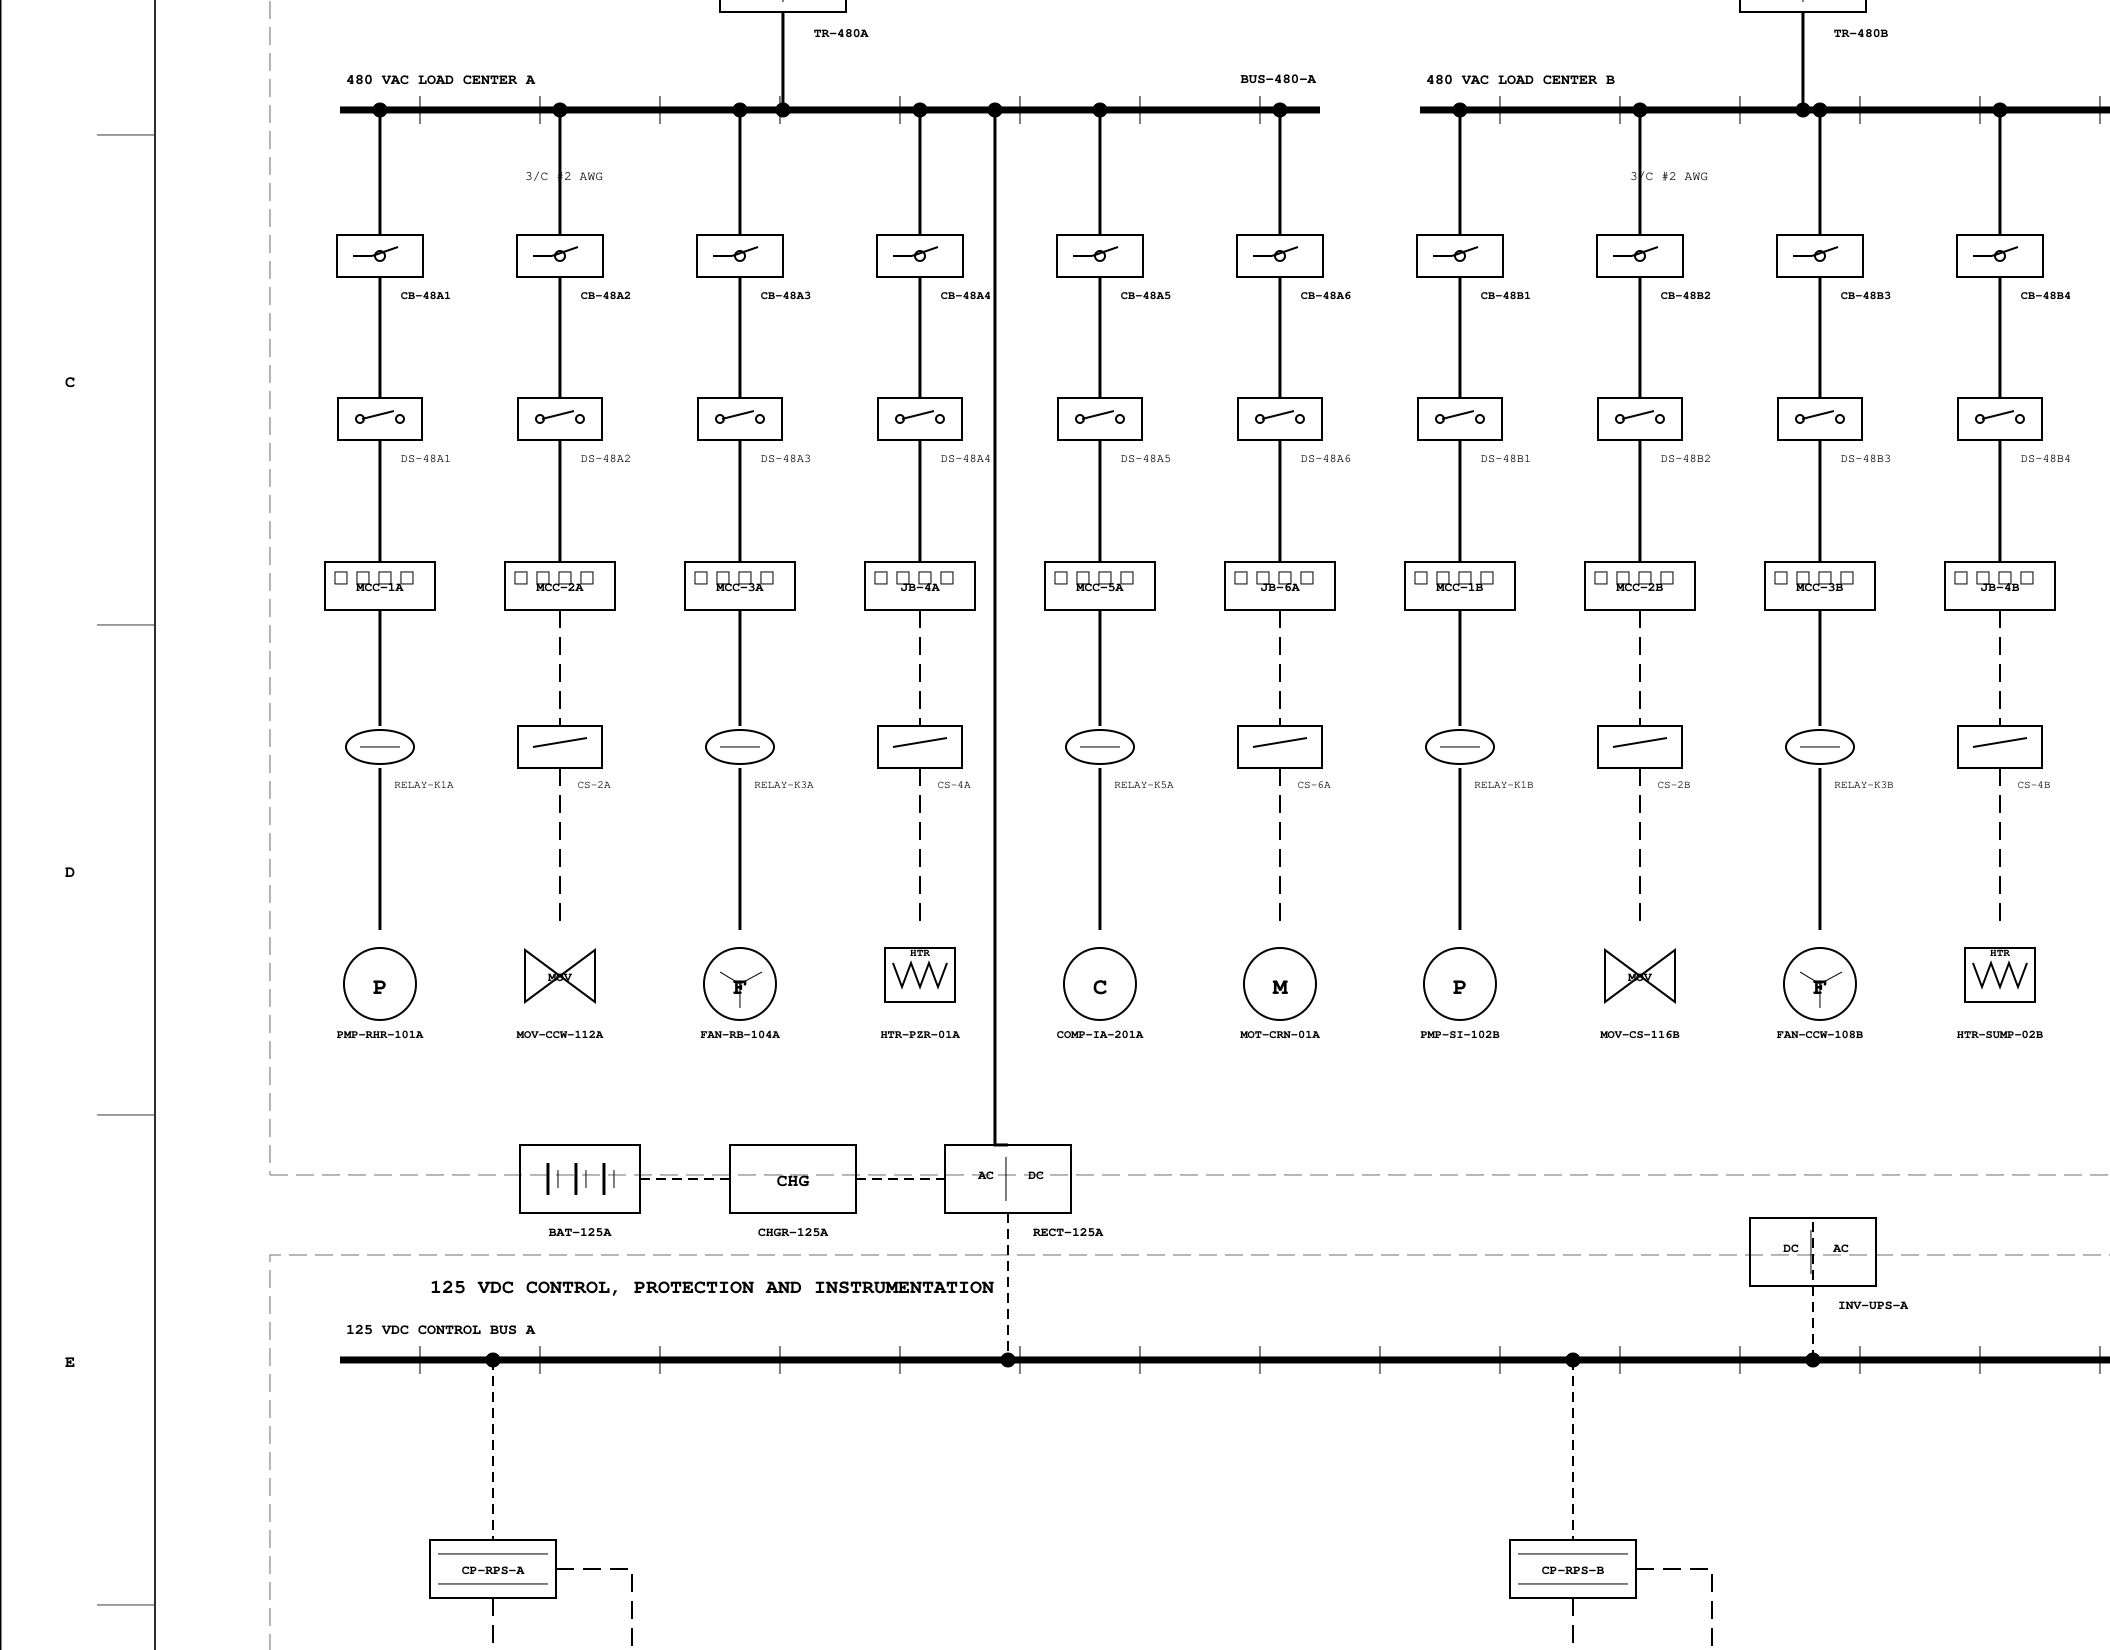 TR-480A
TR-480B
480 VAC LOAD CENTER A
BUS-480-A
480 VAC LOAD CENTER B
3/C #2 AWG
3/C #2 AWG
CB-48A1
CB-48A2
CB-48A3
CB-48A4
CB-48A5
CB-48A6
CB-48B1
CB-48B2
CB-48B3
CB-48B4
C
DS-48A1
DS-48A2
DS-48A3
DS-48A4
DS-48A5
DS-48A6
DS-48B1
DS-48B2
DS-48B3
DS-48B4
MCC-1A
MCC-2A
MCC-3A
JB-4A
MCC-5A
JB-6A
MCC-1B
MCC-2B
MCC-3B
JB-4B
RELAY-K1A
CS-2A
RELAY-K3A
CS-4A
RELAY-K5A
CS-6A
RELAY-K1B
CS-2B
RELAY-K3B
CS-4B
D
P
MOV
F
HTR
C
M
P
MOV
F
HTR
PMP-RHR-101A
MOV-CCW-112A
FAN-RB-104A
HTR-PZR-01A
COMP-IA-201A
MOT-CRN-01A
PMP-SI-102B
MOV-CS-116B
FAN-CCW-108B
HTR-SUMP-02B
CHG
AC
DC
BAT-125A
CHGR-125A
RECT-125A
DC
AC
INV-UPS-A
125 VDC CONTROL, PROTECTION AND INSTRUMENTATION
125 VDC CONTROL BUS A
E
CP-RPS-A
CP-RPS-B